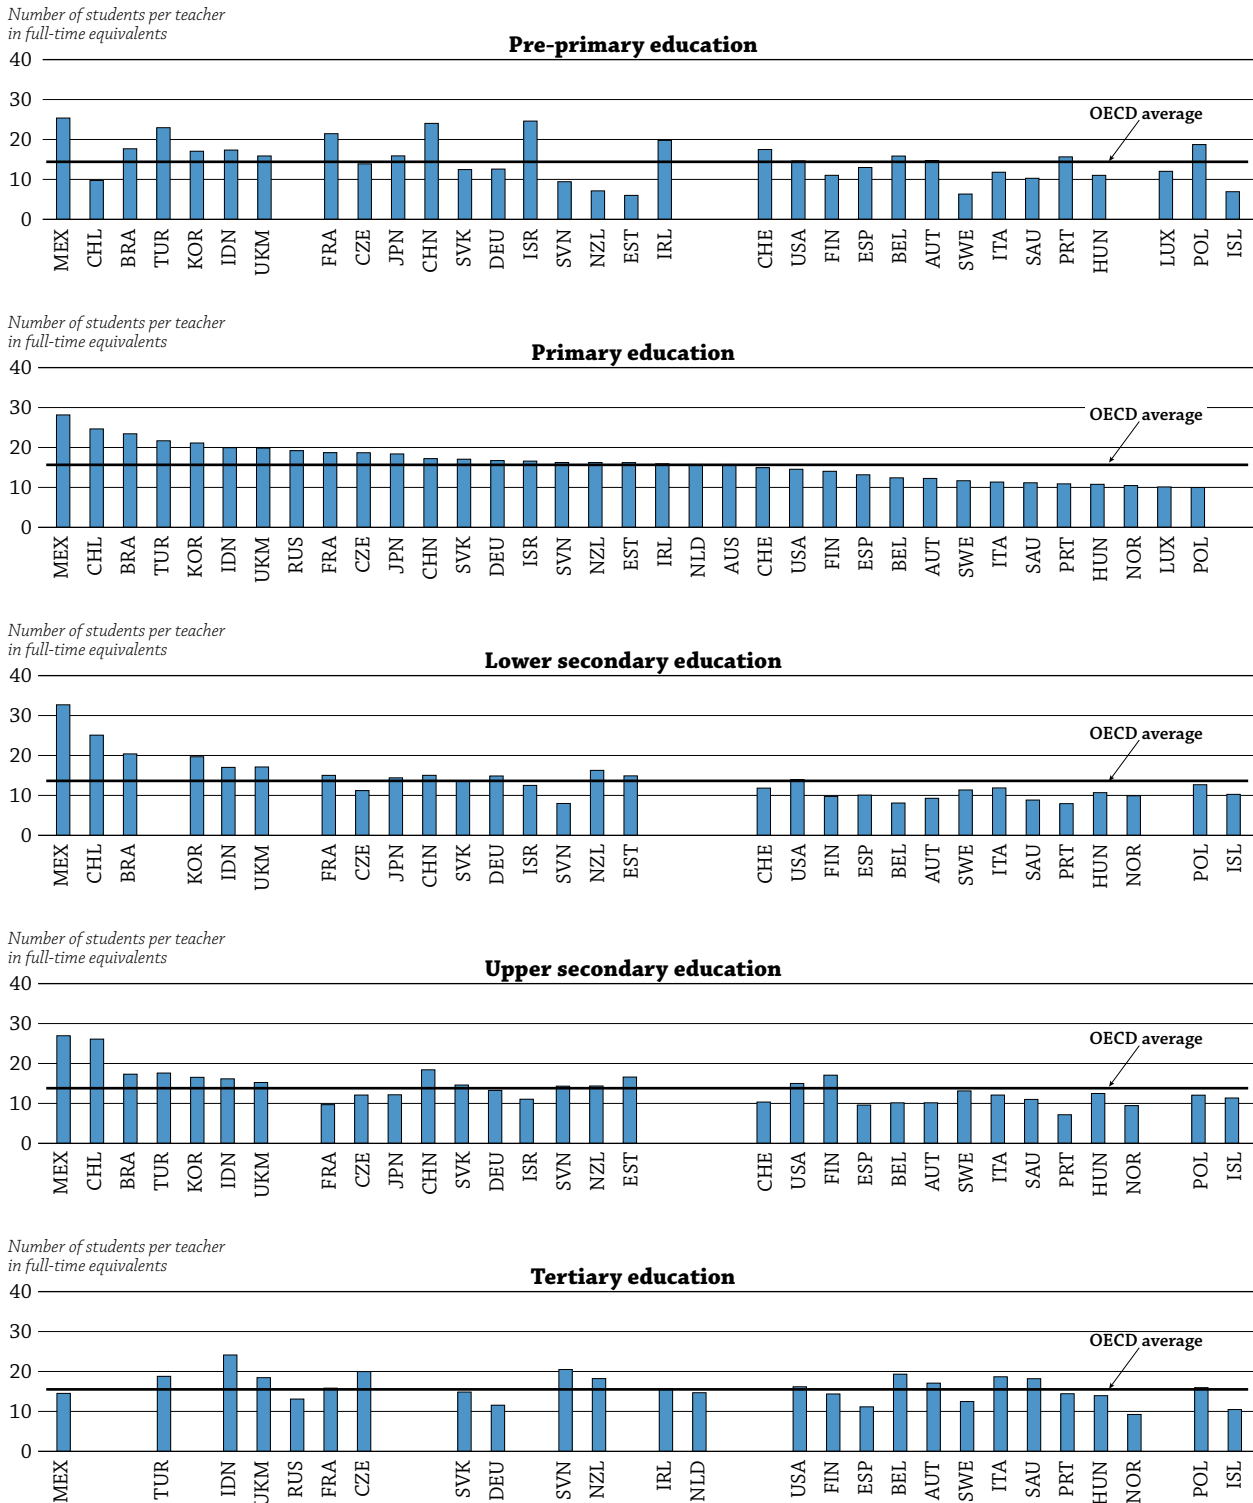 Number of students per teacher
in full-time equivalents
Pre-primary education
40
30
OECD average
20
10
0
MEX CHL BRA TUR KOR IDN UKM FRA CZE JPN CHN SVK DEU ISR SVN NZL EST IRL CHE USA FIN ESP BEL AUT SWE ITA SAU PRT HUN LUX POL ISL
Number of students per teacher
in full-time equivalents
Primary education
40
30
OECD average
20
10
0
MEX CHL BRA TUR KOR IDN UKM RUS FRA CZE JPN CHN SVK DEU ISR SVN NZL EST IRL NLD AUS CHE USA FIN ESP BEL AUT SWE ITA SAU PRT HUN NOR LUX POL
Number of students per teacher
in full-time equivalents
Lower secondary education
40
30
OECD average
20
10
0
MEX CHL BRA KOR IDN UKM FRA CZE JPN CHN SVK DEU ISR SVN NZL EST CHE USA FIN ESP BEL AUT SWE ITA SAU PRT HUN NOR POL ISL
Number of students per teacher
in full-time equivalents
Upper secondary education
40
30
OECD average
20
10
0
MEX CHL BRA TUR KOR IDN UKM FRA CZE JPN CHN SVK DEU ISR SVN NZL EST CHE USA FIN ESP BEL AUT SWE ITA SAU PRT HUN NOR POL ISL
Number of students per teacher
in full-time equivalents
Tertiary education
40
30
OECD average
20
10
0
MEX TUR IDN UKM RUS FRA CZE SVK DEU SVN NZL IRL NLD USA FIN ESP BEL AUT SWE ITA SAU PRT HUN NOR POL ISL